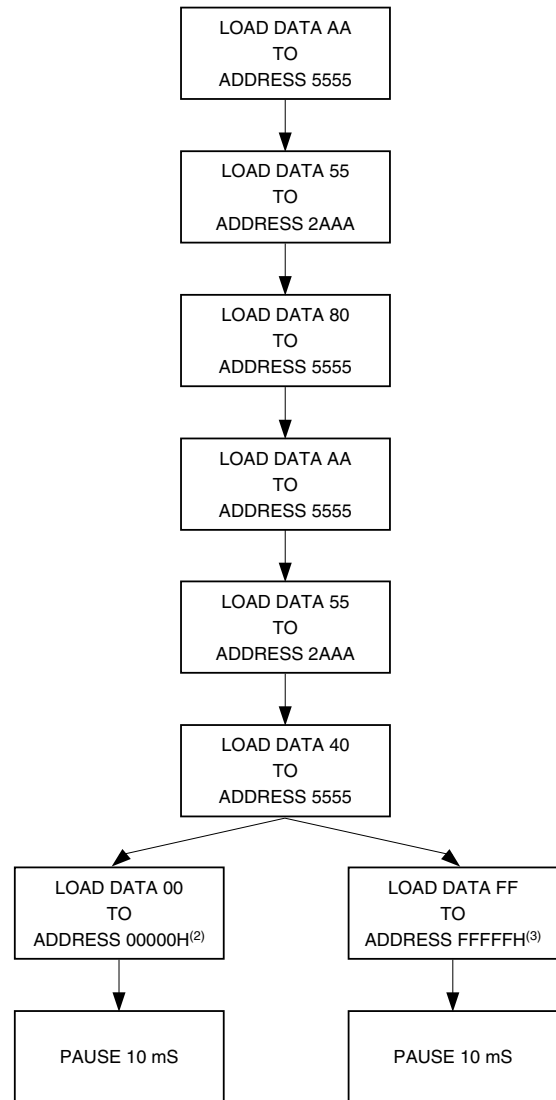 LOAD DATA AA
TO
ADDRESS 5555
LOAD DATA 55
TO
ADDRESS 2AAA
LOAD DATA 80
TO
ADDRESS 5555
LOAD DATA AA
TO
ADDRESS 5555
LOAD DATA 55
TO
ADDRESS 2AAA
LOAD DATA 40
TO
ADDRESS 5555
LOAD DATA 00
TO
ADDRESS 00000H(2)
LOAD DATA FF
TO
ADDRESS FFFFFH(3)
PAUSE 10 mS
PAUSE 10 mS